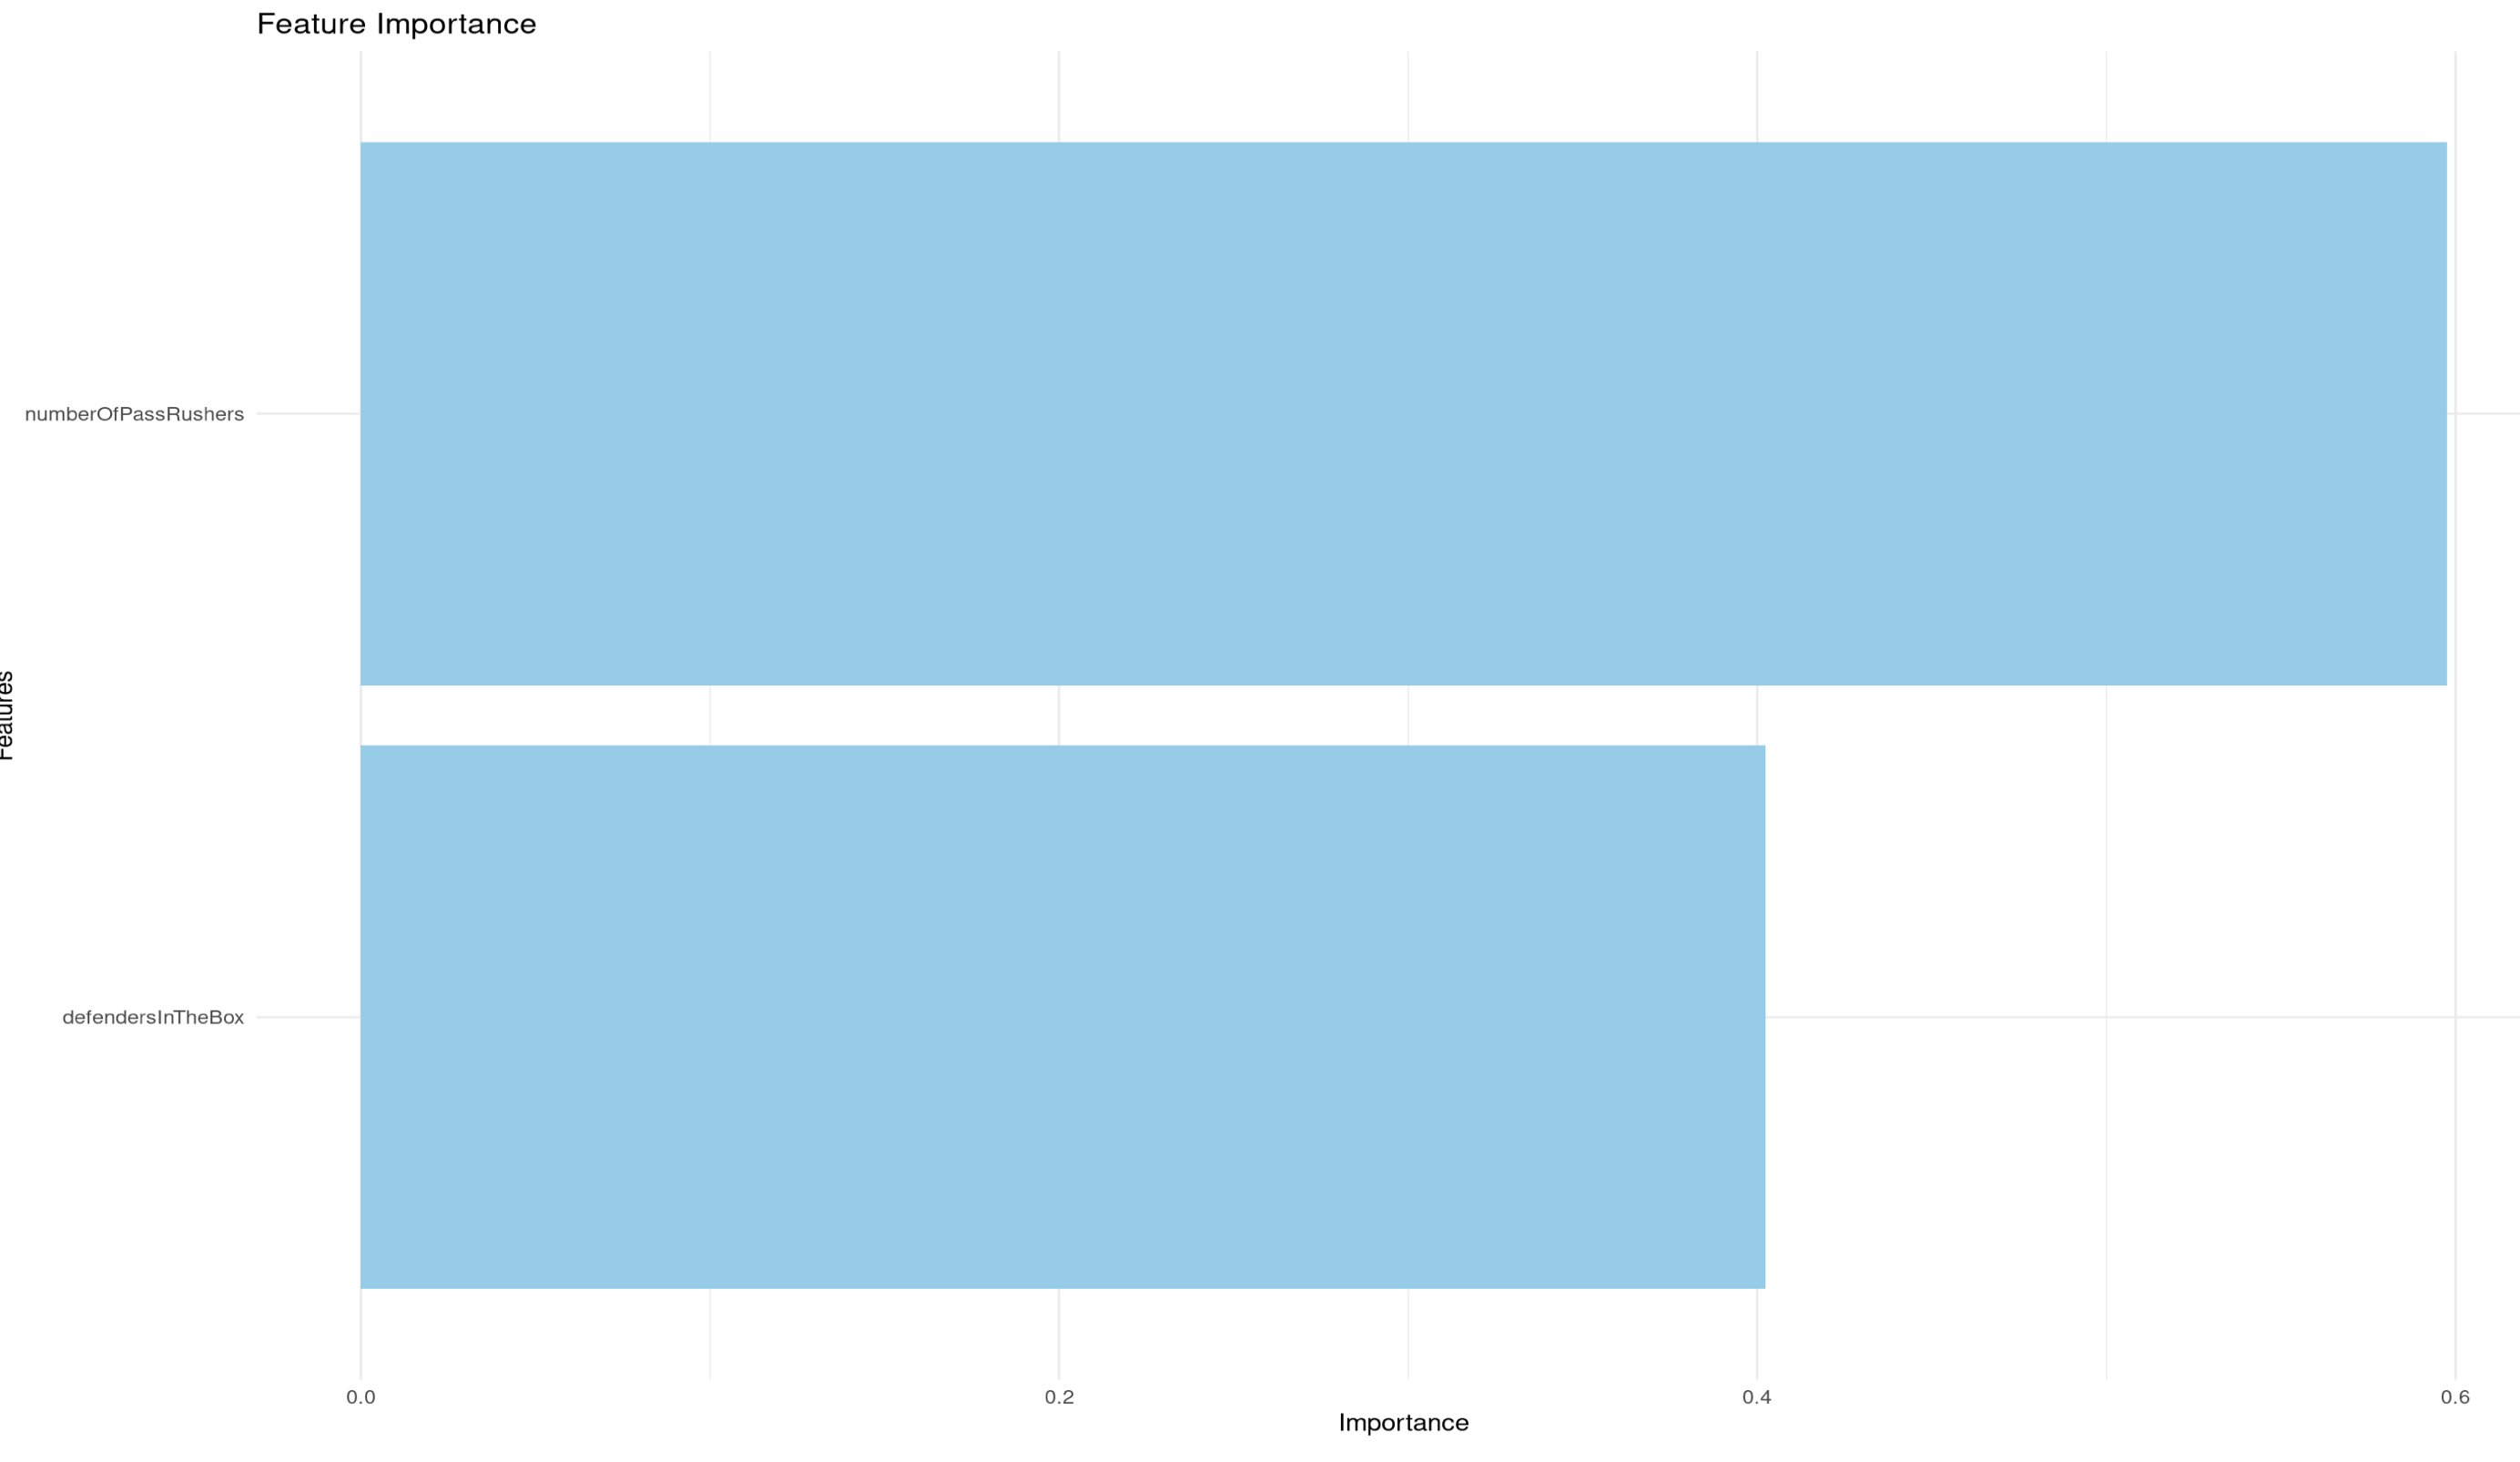 Feature Importance
numberOfPassRushers
Features
defendersInTheBox
0.0 0.2 0.4 0.6
Importance